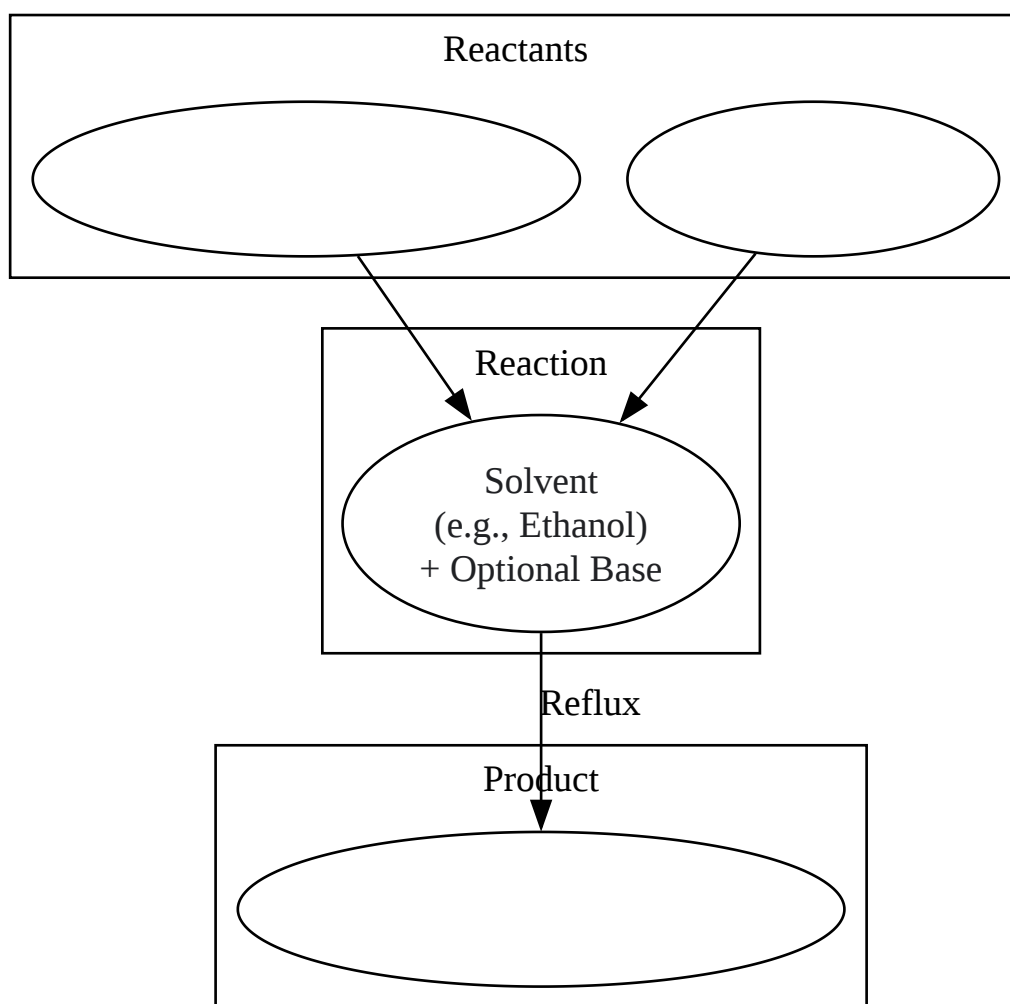 Reactants
Reaction
Solvent
(e.g., Ethanol)
+ Optional Base
Reflux
Product